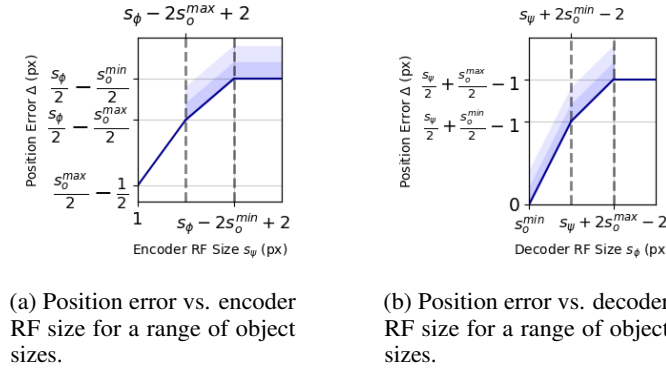 s_ϕ − 2s_o^max + 2
Position Error Δ (px)
s_ϕ/2 − s_o^min/2
s_ϕ/2 − s_o^max/2
s_o^max/2 − 1/2
1
s_ϕ − 2s_o^min + 2
Encoder RF Size s_ψ (px)
(a) Position error vs. encoder
RF size for a range of object
sizes.
s_ψ + 2s_o^min − 2
Position Error Δ (px)
s_ψ/2 + s_o^max/2 − 1
s_ψ/2 + s_o^min/2 − 1
0
s_o^min
s_ψ + 2s_o^max − 2
Decoder RF Size s_ϕ (px
(b) Position error vs. decoder
RF size for a range of object
sizes.